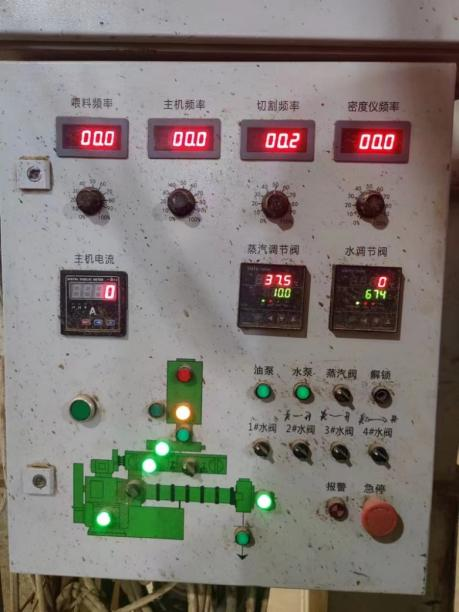 喂料频率 主机频率 切割频率 密度仪频率
00.0 00.0 00.2 00.0
主机电流 蒸汽调节阀 水调节阀
0 37.5 0
A 10.0 674
油泵 水泵 蒸汽阀 解锁
1#水阀 2#水阀 3#水阀 4#水阀
报警 急停